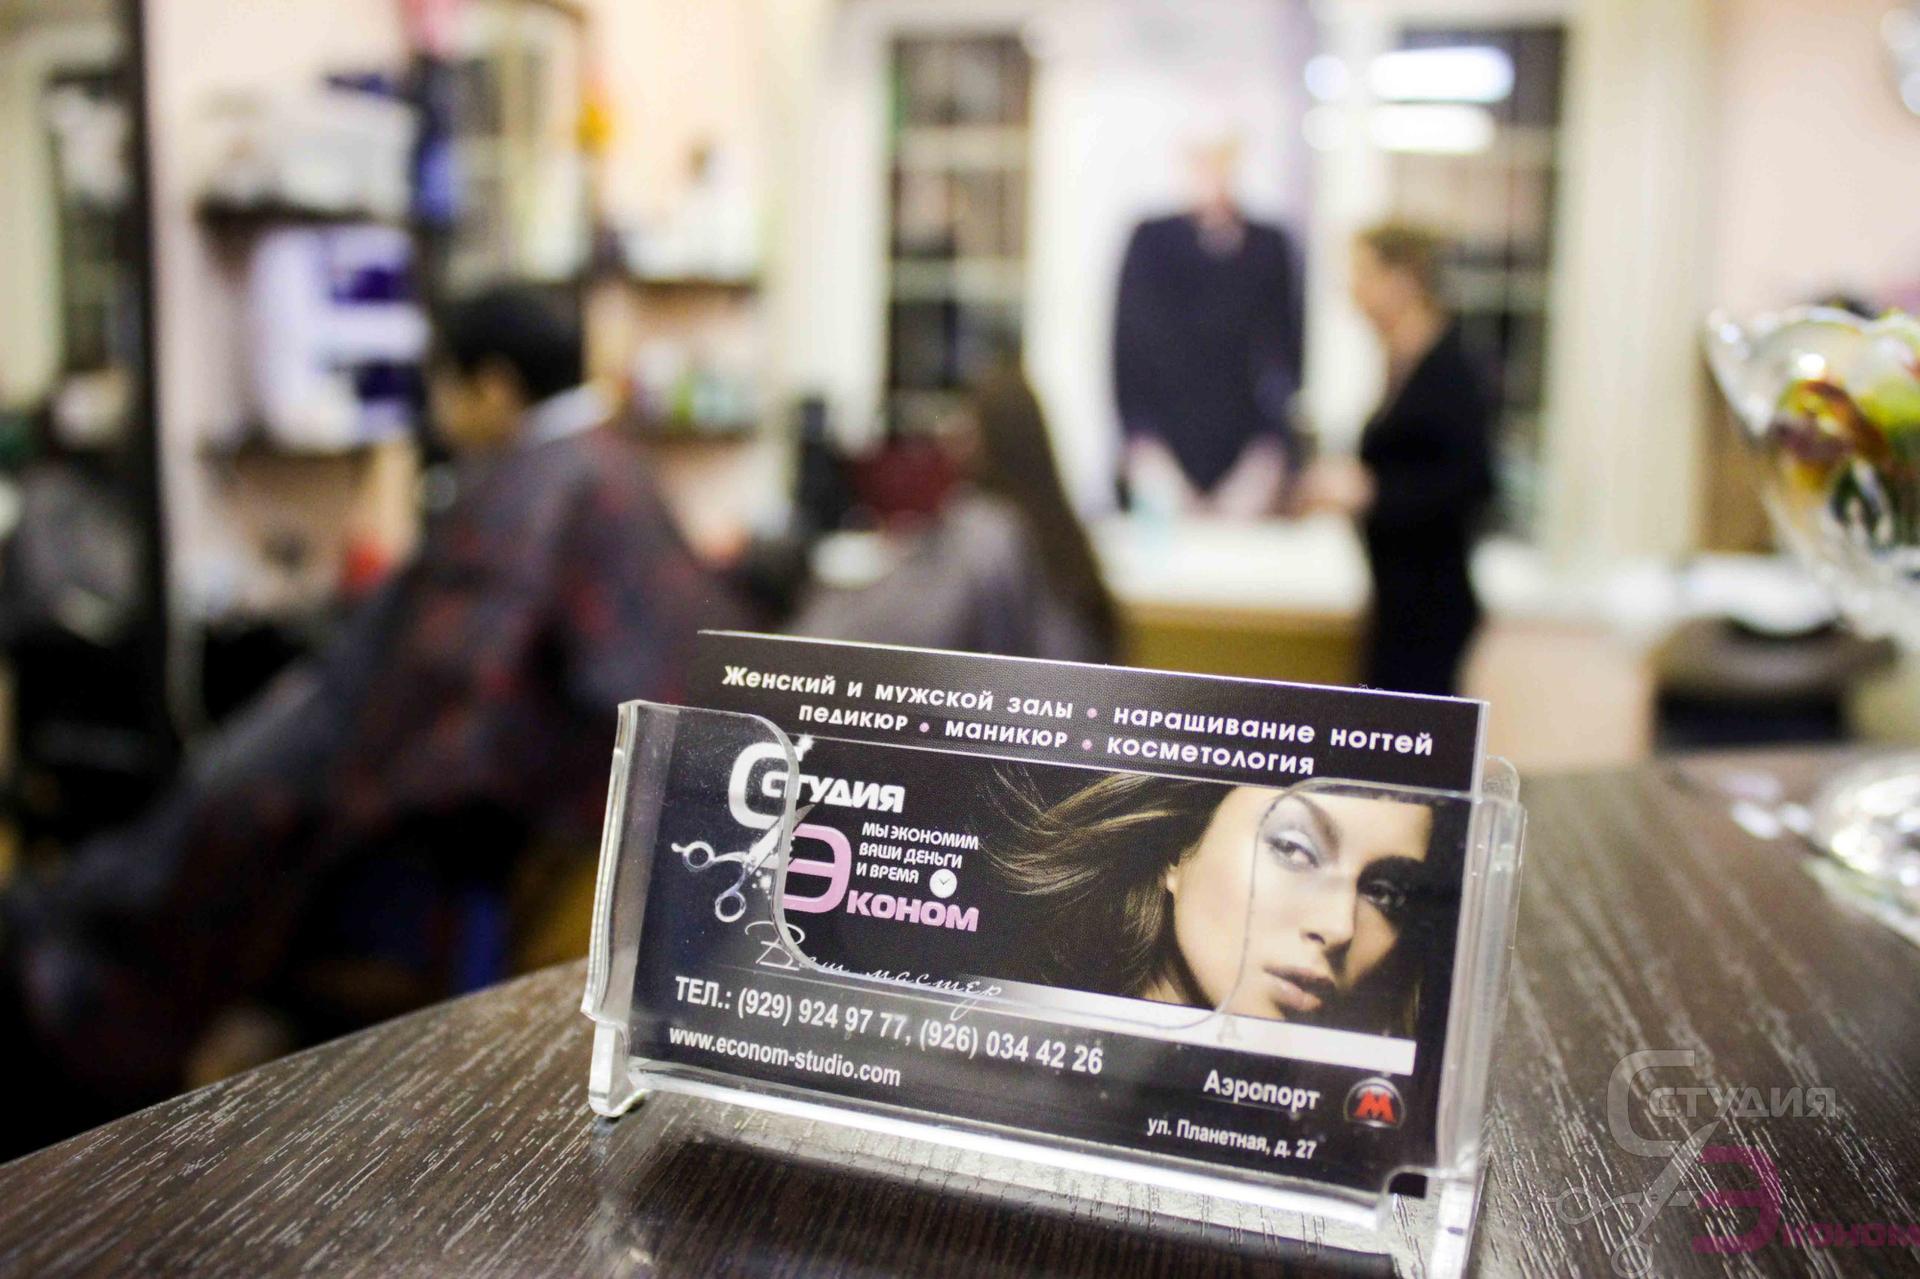 Женский и мужской залы • наращивание ногтей
педикюр • маникюр • косметология
Студия
Эконом
МЫ ЭКОНОМИМ
ВАШИ ДЕНЬГИ
И ВРЕМЯ
Ваш мастер
ТЕЛ.: (929) 924 97 77, (926) 034 42 26
www.econom-studio.com
Аэропорт М
ул. Планетная, д. 27
Студия
Эконом